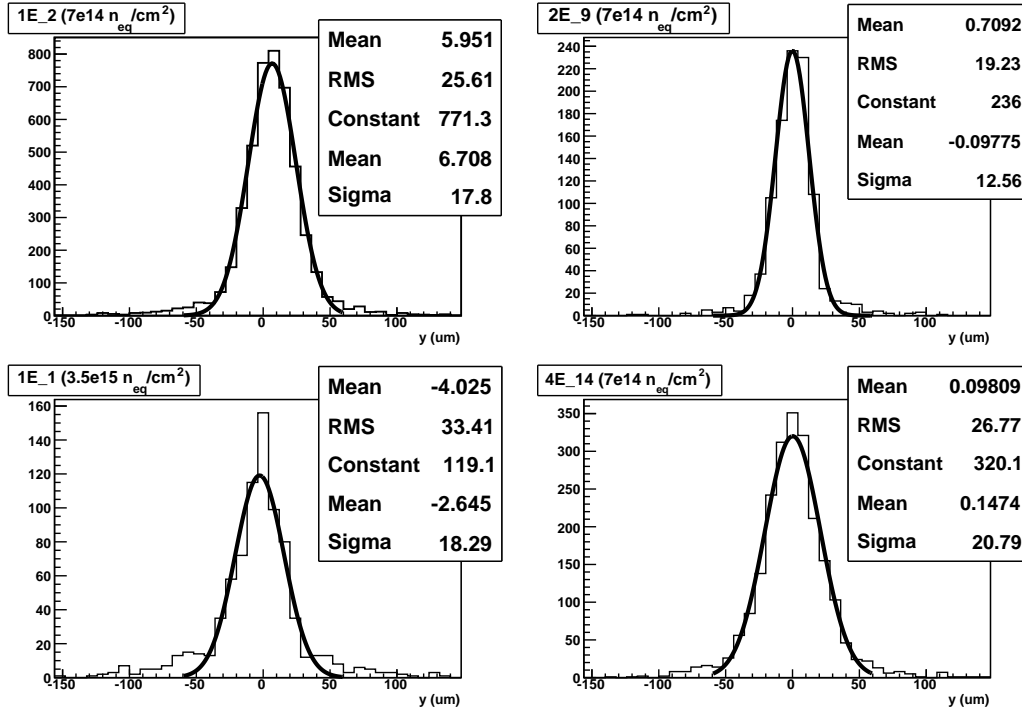 1E_2 (7e14 n_eq/cm²)
Mean 5.951
RMS 25.61
Constant 771.3
Mean 6.708
Sigma 17.8
800
700
600
500
400
300
200
100
0
-150 -100 -50 0 50 100
y (um)
2E_9 (7e14 n_eq/cm²)
Mean 0.7092
RMS 19.23
Constant 236
Mean -0.09775
Sigma 12.56
240
220
200
180
160
140
120
100
80
60
40
20
0
-150 -100 -50 0 50 100
y (um)
1E_1 (3.5e15 n_eq/cm²)
Mean -4.025
RMS 33.41
Constant 119.1
Mean -2.645
Sigma 18.29
160
140
120
100
80
60
40
20
0
-150 -100 -50 0 50 100
y (um)
4E_14 (7e14 n_eq/cm²)
Mean 0.09809
RMS 26.77
Constant 320.1
Mean 0.1474
Sigma 20.79
350
300
250
200
150
100
50
0
-150 -100 -50 0 50 100
y (um)